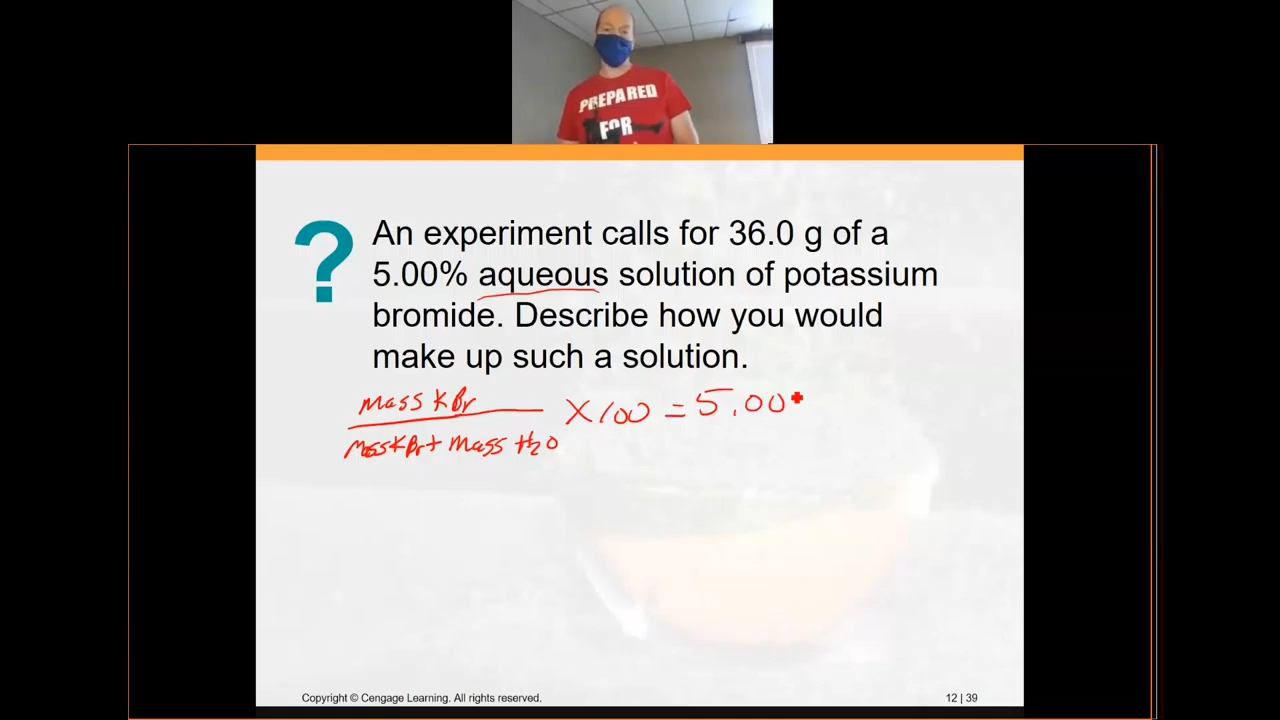 PREPARED
FOR
?
An experiment calls for 36.0 g of a
5.00% aqueous solution of potassium
bromide. Describe how you would
make up such a solution.
Mass KBr
Mass KBr + Mass H2O
X100 = 5.00
Copyright © Cengage Learning. All rights reserved.
12 | 39